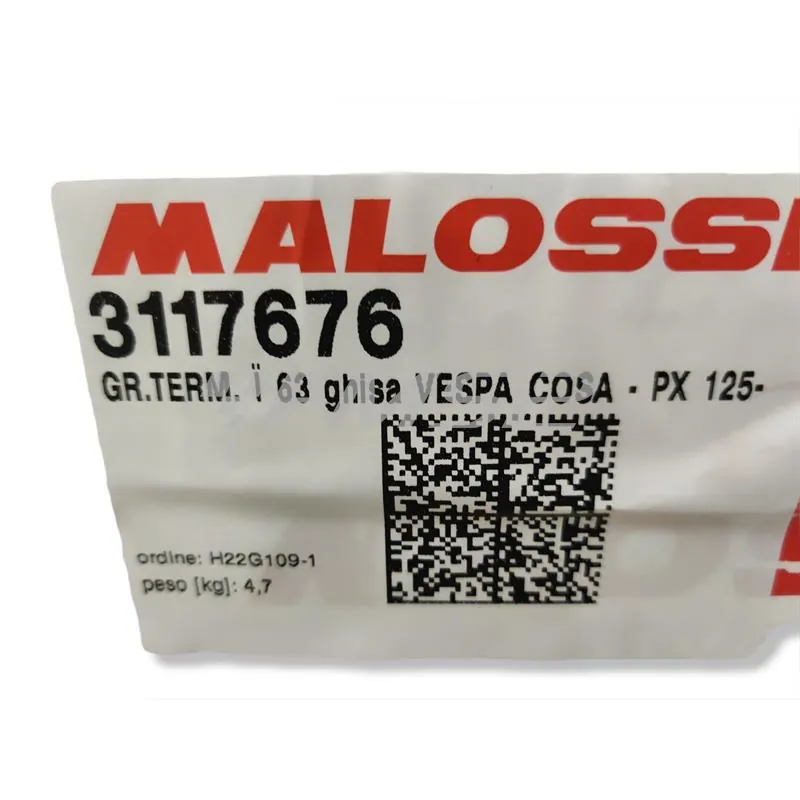 MALOSSI
3117676
GR.TERM. Ï 63 ghisa VESPA COSA - PX 125-
ordine: H22G109-1
peso [kg]: 4,7